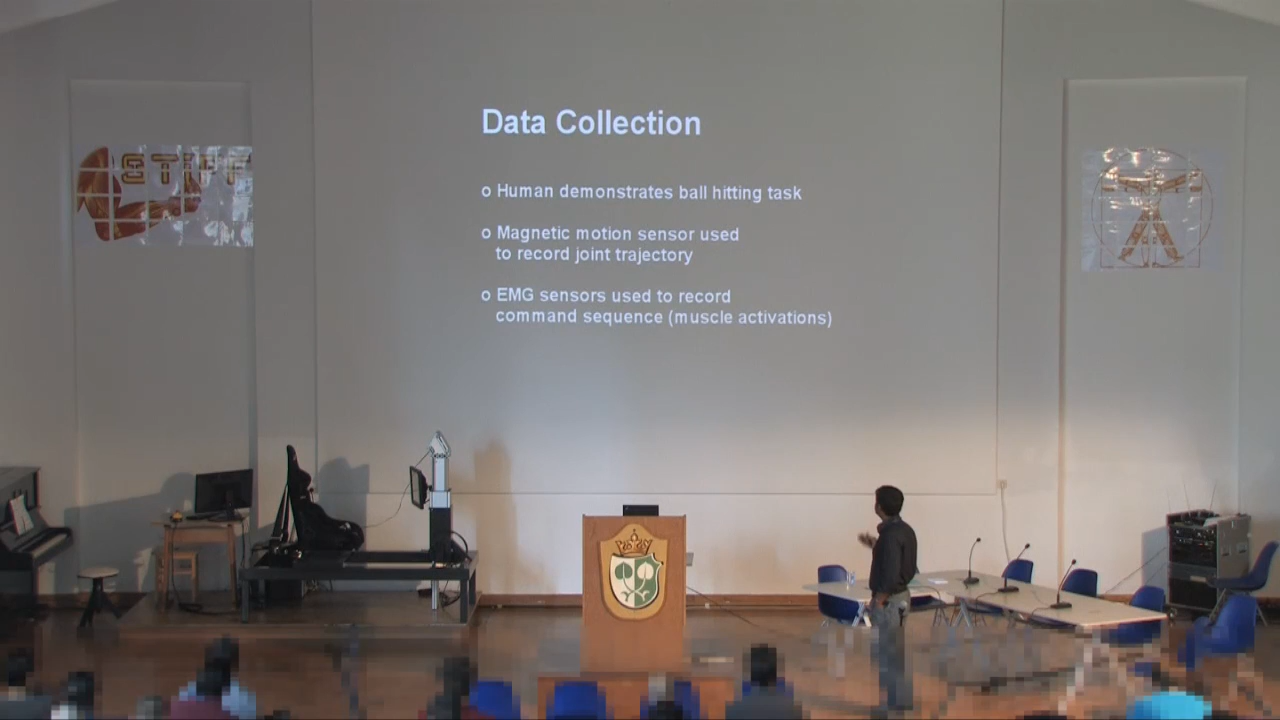 Data Collection
STIFF
o Human demonstrates ball hitting task
o Magnetic motion sensor used
to record joint trajectory
o EMG sensors used to record
command sequence (muscle activations)